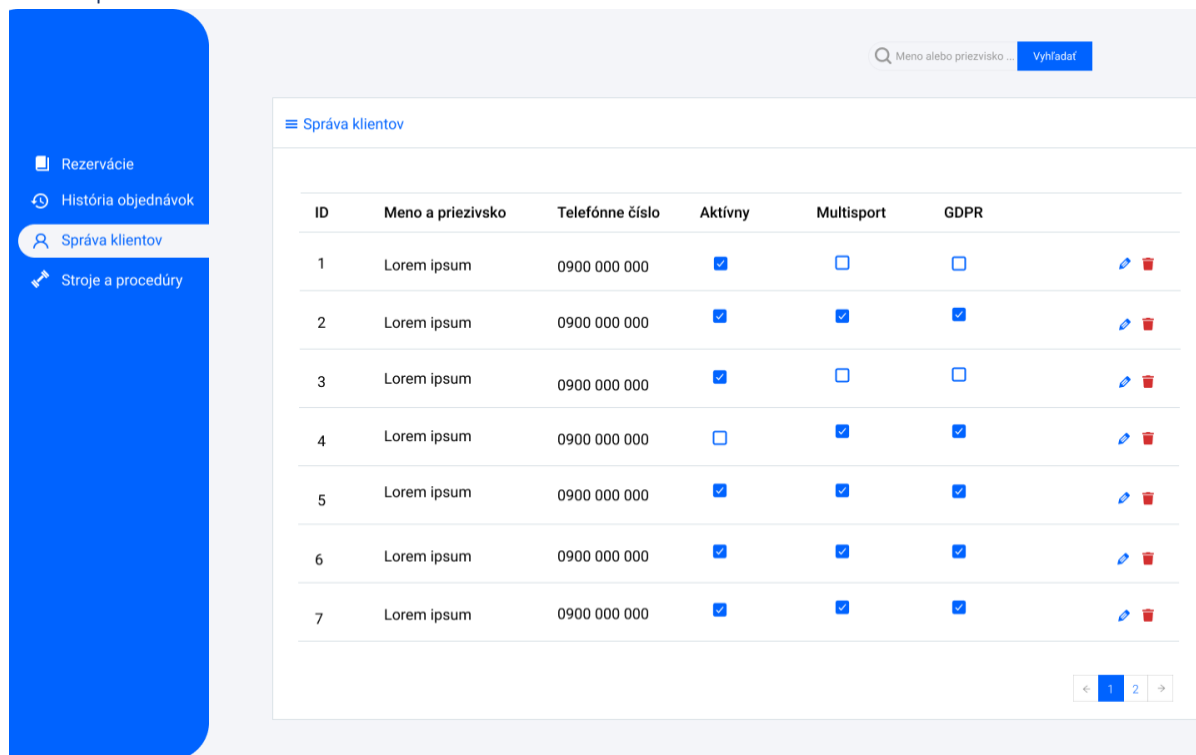 Meno alebo priezvisko ... Vyhľadať
Správa klientov
Rezervácie
História objednávok
Správa klientov
Stroje a procedúry
ID Meno a priezivsko Telefónne číslo Aktívny Multisport GDPR
1 Lorem ipsum 0900 000 000
2 Lorem ipsum 0900 000 000
3 Lorem ipsum 0900 000 000
4 Lorem ipsum 0900 000 000
5 Lorem ipsum 0900 000 000
6 Lorem ipsum 0900 000 000
7 Lorem ipsum 0900 000 000
1 2